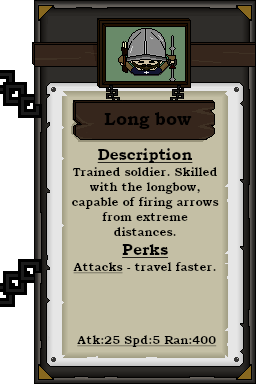 Long bow
Description
Trained soldier. Skilled
with the longbow,
capable of firing arrows
from extreme
distances.
Perks
Attacks - travel faster.
Atk:25 Spd:5 Ran:400